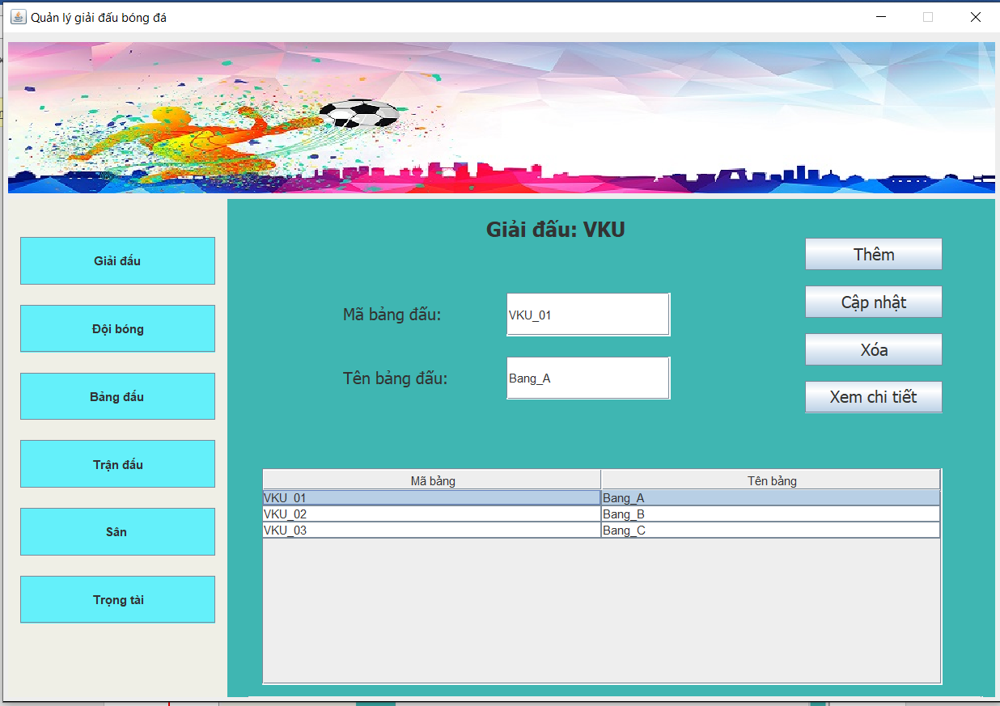 Quản lý giải đấu bóng đá
Giải đấu
Đội bóng
Bảng đấu
Trận đấu
Sân
Trọng tài
Giải đấu: VKU
Mã bảng đấu:
VKU_01
Tên bảng đấu:
Bang_A
Thêm
Cập nhật
Xóa
Xem chi tiết
Mã bảng Tên bảng
VKU_01 Bang_A
VKU_02 Bang_B
VKU_03 Bang_C